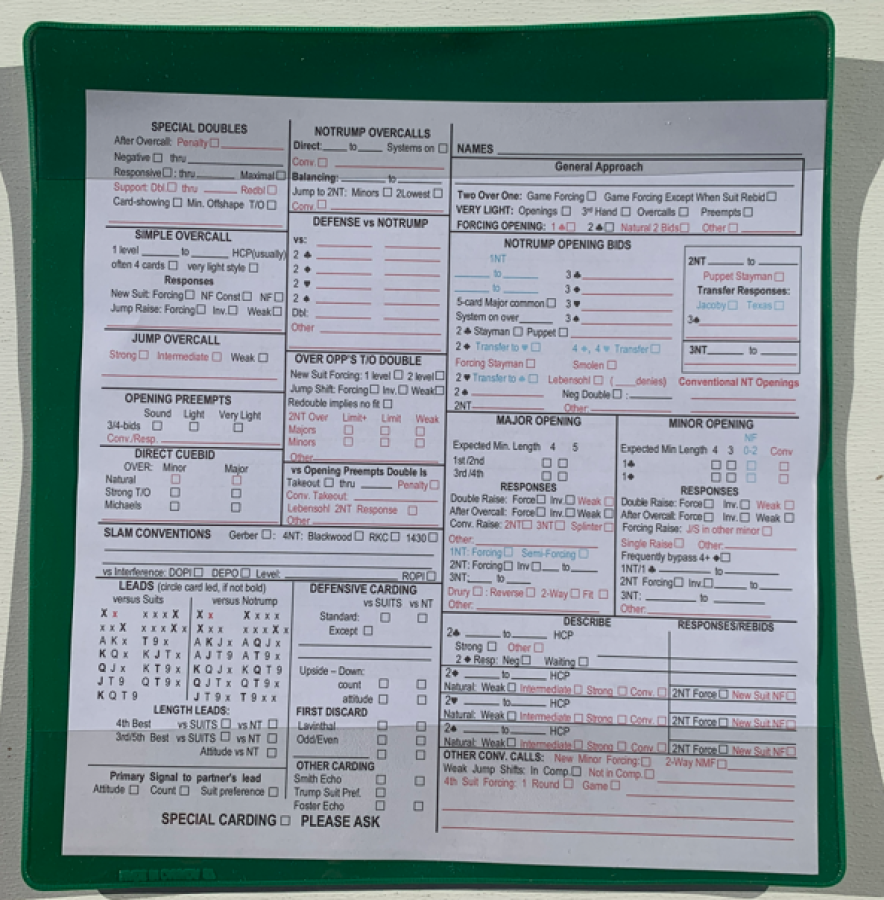 SPECIAL DOUBLES
After Overcall: Penalty
Negative thru
Responsive : thru Maximal
Support: Dbl. thru Redbl
Card-showing Min. Offshape T/O
SIMPLE OVERCALL
1 level to HCP(usually)
often 4 cards very light style
Responses
New Suit: Forcing NF Const NF
Jump Raise: Forcing Inv. Weak
JUMP OVERCALL
Strong Intermediate Weak
OPENING PREEMPTS
Sound Light Very Light
3/4-bids
Conv./Resp.
DIRECT CUEBID
OVER: Minor Major
Natural
Strong T/O
Michaels
NOTRUMP OVERCALLS
Direct: to Systems on
Conv.
Balancing: to
Jump to 2NT: Minors 2Lowest
Conv.
DEFENSE vs NOTRUMP
vs:
2 ♣
2 ♦
2 ♥
2 ♠
Dbl:
Other
OVER OPP'S T/O DOUBLE
New Suit Forcing: 1 level 2 level
Jump Shift: Forcing Inv. Weak
Redouble implies no fit
2NT Over Limit+ Limit Weak
Majors
Minors
Other
vs Opening Preempts Double Is
Takeout thru Penalty
Conv. Takeout
Lebensohl 2NT Response
Other
SLAM CONVENTIONS Gerber : 4NT: Blackwood RKC 1430
vs Interference: DOPI DEPO Level: ROPI
LEADS (circle card led, if not bold)
versus Suits versus Notrump
X x x x x X X x X x x x
x x X x x x X x X x x x x x X x
A K x T 9 x A K J x A Q J x
K Q x K J T x A J T 9 A T 9 x
Q J x K T 9 x K Q J x K Q T 9
J T 9 Q T 9 x Q J T x Q T 9 x
K Q T 9 J T 9 x T 9 x x
LENGTH LEADS:
4th Best vs SUITS vs NT
3rd/5th Best vs SUITS vs NT
Attitude vs NT
Primary Signal to partner's lead
Attitude Count Suit preference
DEFENSIVE CARDING
vs SUITS vs NT
Standard:
Except
Upside – Down:
count
attitude
FIRST DISCARD
Lavinthal
Odd/Even
OTHER CARDING
Smith Echo
Trump Suit Pref.
Foster Echo
SPECIAL CARDING PLEASE ASK
NAMES
General Approach
Two Over One: Game Forcing Game Forcing Except When Suit Rebid
VERY LIGHT: Openings 3rd Hand Overcalls Preempts
FORCING OPENING: 1 ♣ 2 ♣ Natural 2 Bids Other
NOTRUMP OPENING BIDS
1NT
to 3 ♣
to 3 ♦
5-card Major common 3 ♥
System on over 3 ♠
2 ♣ Stayman Puppet
2 ♦ Transfer to ♥ 4 ♦, 4 ♥ Transfer
Forcing Stayman Smolen
2 ♥ Transfer to ♠ Lebensohl ( denies)
2 ♠ Neg Double :
2NT Other:
2NT to
Puppet Stayman
Transfer Responses:
Jacoby Texas
3♠
3NT to
Conventional NT Openings
MAJOR OPENING
Expected Min. Length 4 5
1st/2nd
3rd/4th
RESPONSES
Double Raise: Force Inv. Weak
After Overcall: Force Inv. Weak
Conv. Raise: 2NT 3NT Splinter
Other:
1NT: Forcing Semi-Forcing
2NT: Forcing Inv to
3NT: to
Drury : Reverse 2-Way Fit
Other:
MINOR OPENING
NF
Expected Min Length 4 3 0-2 Conv
1♣
1♦
RESPONSES
Double Raise: Force Inv. Weak
After Overcall: Force Inv. Weak
Forcing Raise: J/S in other minor
Single Raise Other:
Frequently bypass 4+ ♦
1NT/1 ♣ to
2NT Forcing Inv to
3NT: to
Other:
DESCRIBE RESPONSES/REBIDS
2♣ to HCP
Strong Other
2 ♦ Resp: Neg Waiting
2♦ to HCP
Natural: Weak Intermediate Strong Conv. 2NT Force New Suit NF
2♥ to HCP
Natural: Weak Intermediate Strong Conv 2NT Force New Suit NF
2♠ to HCP
Natural: Weak Intermediate Strong Conv 2NT Force New Suit NF
OTHER CONV. CALLS: New Minor Forcing: 2-Way NMF
Weak Jump Shifts: In Comp. Not in Comp.
4th Suit Forcing: 1 Round Game